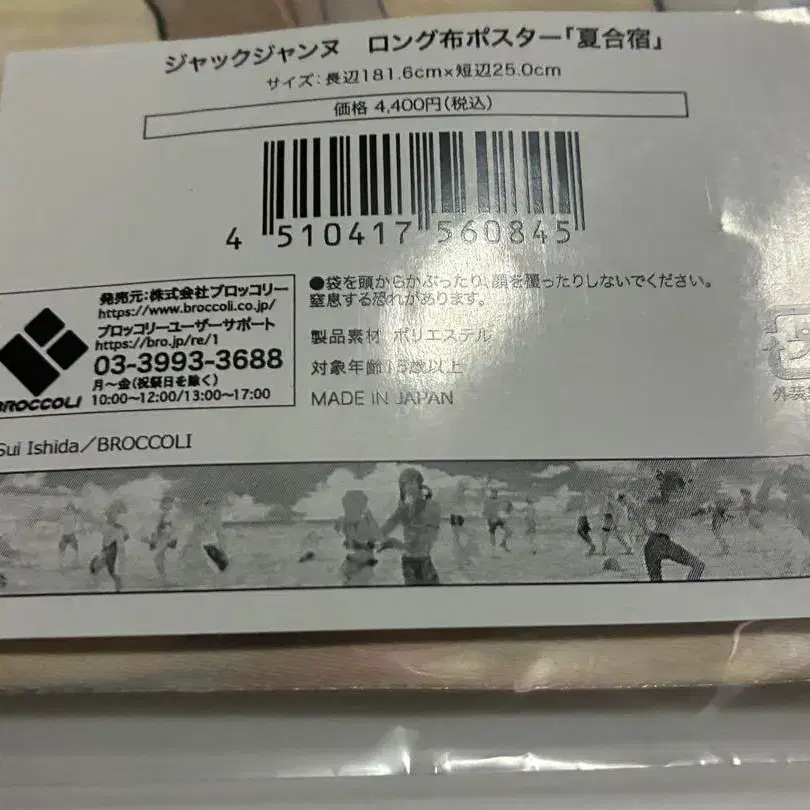 ジャックジャンヌ ロング布ポスター「夏合宿」
サイズ:長辺181.6cm×短辺25.0cm
価格 4,400円(税込)
4 510417 560845
発売元:株式会社ブロッコリー
https://www.broccoli.co.jp/
ブロッコリーユーザーサポート
https://bro.jp/re/1
03-3993-3688
月~金(祝祭日を除く)
10:00~12:00/13:00~17:00
BROCCOLI
●袋を頭からかぶったり、顔を覆ったりしないでください。
窒息する恐れがあります。
製品素材 ポリエステル
対象年齢15歳以上
MADE IN JAPAN
外装
Sui Ishida/BROCCOLI